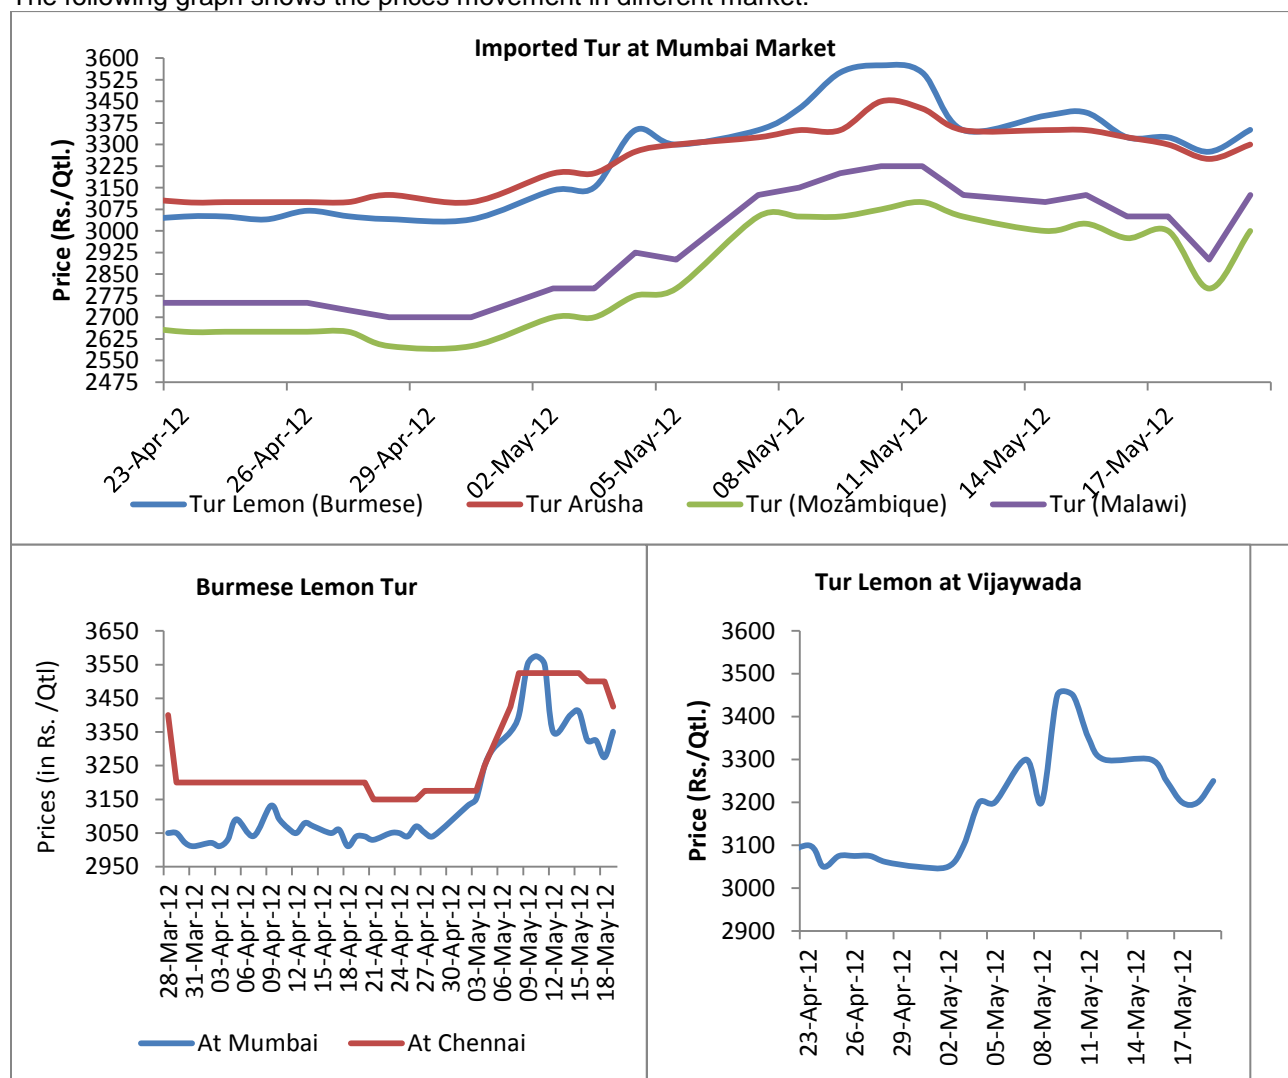 The following graph shows the prices movement in different market.
Imported Tur at Mumbai Market
Price (Rs./Qtl.)
3600
3525
3450
3375
3300
3225
3150
3075
3000
2925
2850
2775
2700
2625
2550
2475
23-Apr-12 26-Apr-12 29-Apr-12 02-May-12 05-May-12 08-May-12 11-May-12 14-May-12 17-May-12
Tur Lemon (Burmese) Tur Arusha Tur (Mozambique) Tur (Malawi)
Burmese Lemon Tur
Prices (in Rs. /Qtl)
3650
3550
3450
3350
3250
3150
3050
2950
28-Mar-12 31-Mar-12 03-Apr-12 06-Apr-12 09-Apr-12 12-Apr-12 15-Apr-12 18-Apr-12 21-Apr-12 24-Apr-12 27-Apr-12 30-Apr-12 03-May-12 06-May-12 09-May-12 12-May-12 15-May-12 18-May-12
At Mumbai At Chennai
Tur Lemon at Vijaywada
Price (Rs./Qtl.)
3600
3500
3400
3300
3200
3100
3000
2900
23-Apr-12 26-Apr-12 29-Apr-12 02-May-12 05-May-12 08-May-12 11-May-12 14-May-12 17-May-12